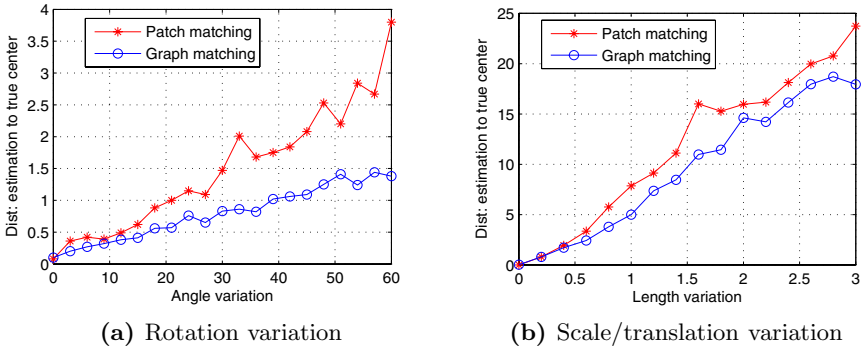 4
3.5
3
2.5
2
1.5
1
0.5
0
Dist: estimation to true center
Patch matching
Graph matching
0 10 20 30 40 50 60
Angle variation
(a) Rotation variation
25
20
15
10
5
0
Dist: estimation to true center
Patch matching
Graph matching
0 0.5 1 1.5 2 2.5 3
Length variation
(b) Scale/translation variation